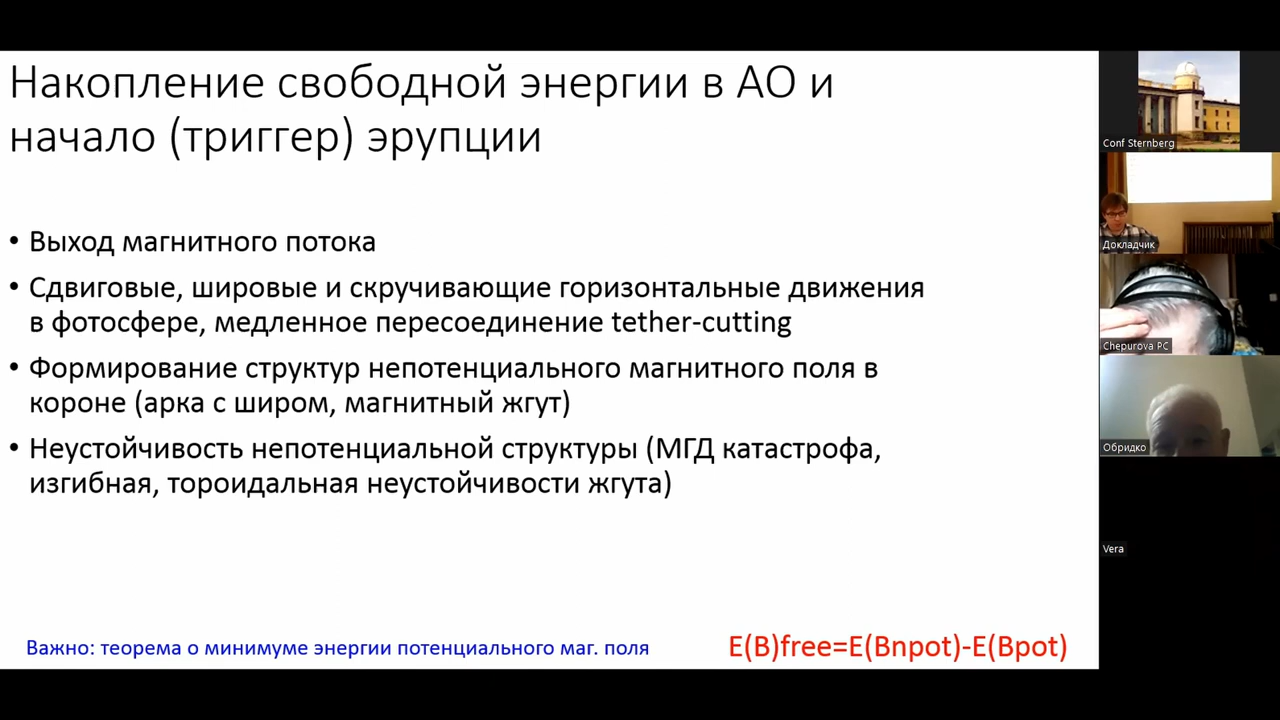 Накопление свободной энергии в АО и
начало (триггер) эрупции
• Выход магнитного потока
• Сдвиговые, шировые и скручивающие горизонтальные движения
в фотосфере, медленное пересоединение tether-cutting
• Формирование структур непотенциального магнитного поля в
короне (арка с широм, магнитный жгут)
• Неустойчивость непотенциальной структуры (МГД катастрофа,
изгибная, тороидальная неустойчивости жгута)
Важно: теорема о минимуме энергии потенциального маг. поля
E(B)free=E(Bnpot)-E(Bpot)
Conf Sternberg
Докладчик
Chepurova PC
Обридко
Vera